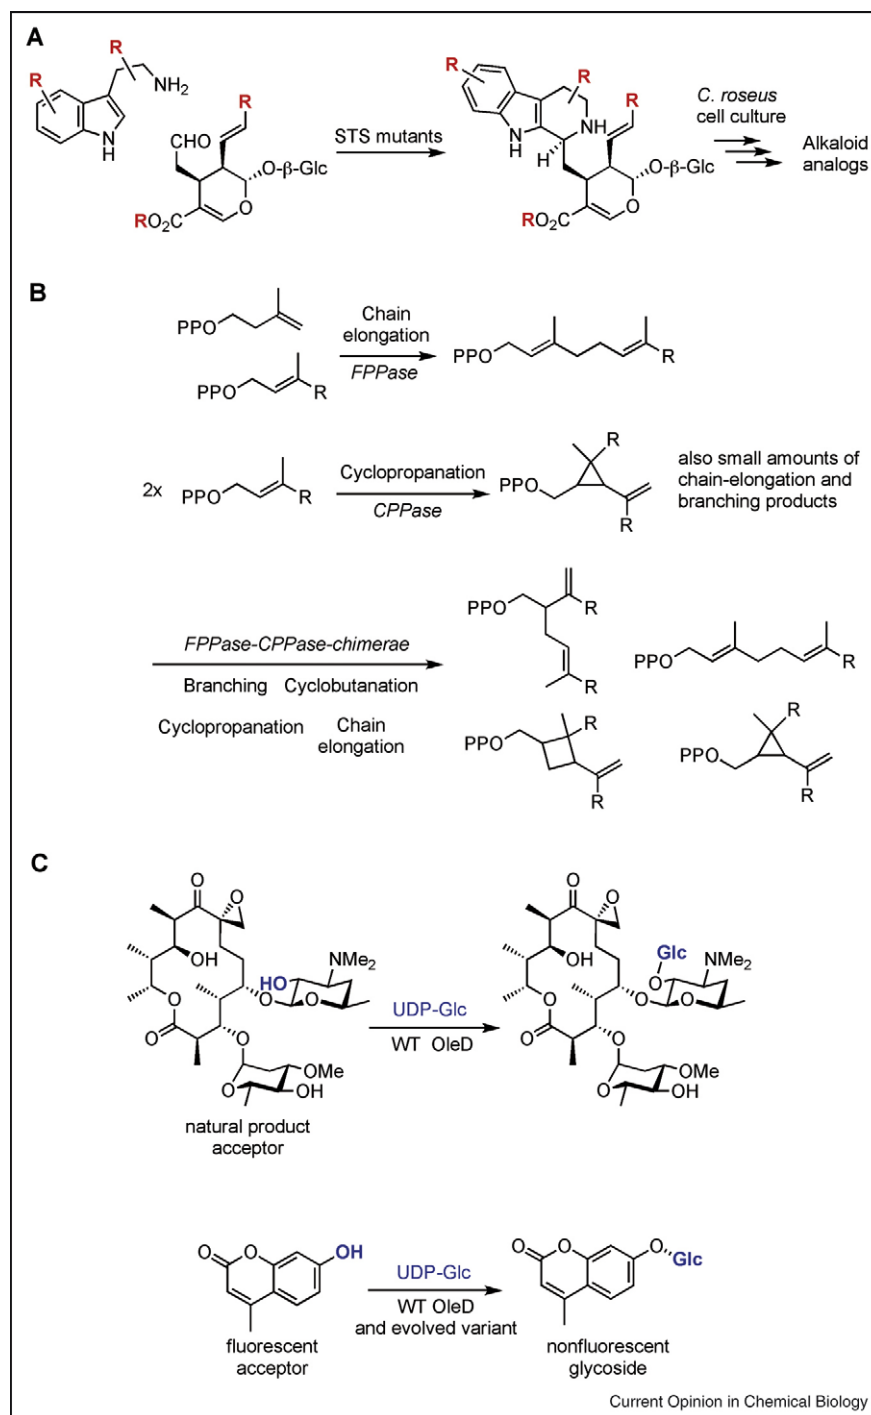 A
R
R
NH2
N
H
CHO
R
O-β-Glc
RO2C
O
STS mutants
R
R
R
N
H
NH
H
O-β-Glc
RO2C
O
C. roseus
cell culture
Alkaloid
analogs
B
PPO
PPO
R
Chain
elongation
FPPase
PPO
R
2x
PPO
R
Cyclopropanation
CPPase
R
PPO
R
also small amounts of
chain-elongation and
branching products
FPPase-CPPase-chimerae
Branching
Cyclobutanation
Cyclopropanation
Chain
elongation
PPO
R
R
PPO
R
PPO
R
R
PPO
R
R
C
O
O
OH
HO
NMe2
O
O
O
O
O
O
OMe
OH
natural product
acceptor
UDP-Glc
WT OleD
O
O
OH
Glc
O
NMe2
O
O
O
O
O
O
OMe
OH
O
O
OH
fluorescent
acceptor
UDP-Glc
WT OleD
and evolved variant
O
O
O
Glc
nonfluorescent
glycoside
Current Opinion in Chemical Biology